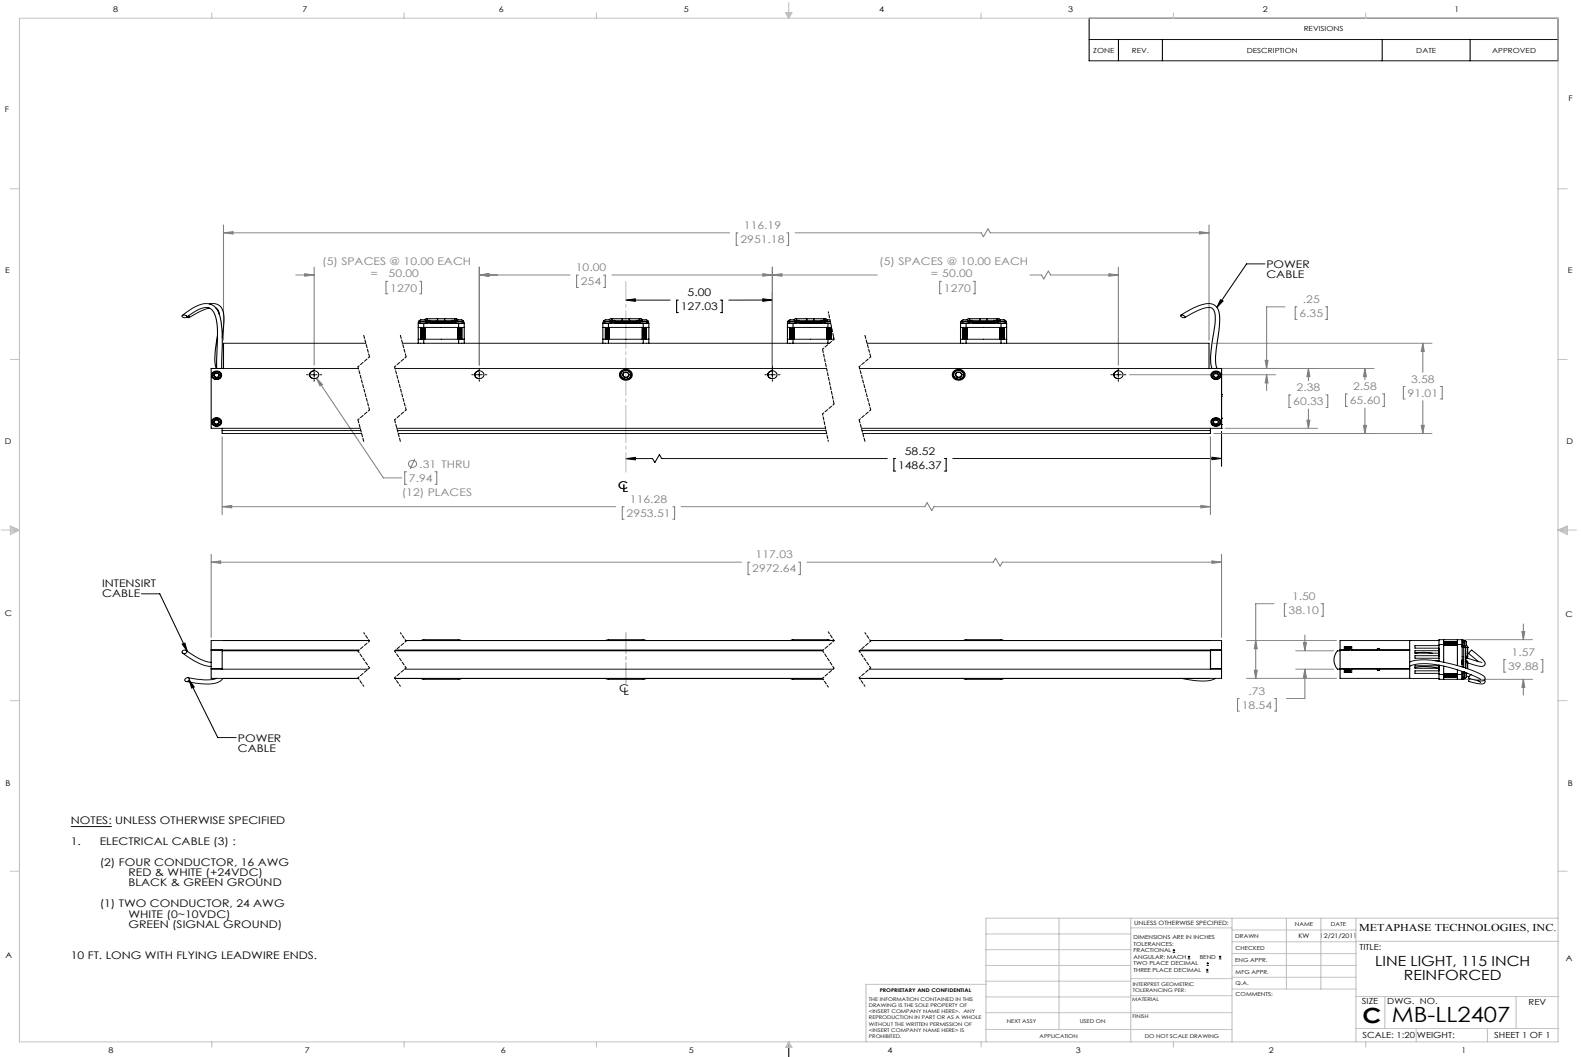 8 7 6 5 4 3 2 1
REVISIONS
ZONE REV. DESCRIPTION DATE APPROVED
F F
116.19
[2951.18]
(5) SPACES @ 10.00 EACH
= 50.00
[1270]
10.00
[254]
5.00
[127.03]
(5) SPACES @ 10.00 EACH
= 50.00
[1270]
POWER
CABLE
E E
.25
[6.35]
2.38
[60.33]
2.58
[65.60]
3.58
[91.01]
D D
Ø.31 THRU
[7.94]
(12) PLACES
58.52
[1486.37]
℄
116.28
[2953.51]
117.03
[2972.64]
INTENSIRT
CABLE
C C
1.50
[38.10]
1.57
[39.88]
.73
[18.54]
℄
POWER
CABLE
B B
NOTES: UNLESS OTHERWISE SPECIFIED
1. ELECTRICAL CABLE (3) :
(2) FOUR CONDUCTOR, 16 AWG
RED & WHITE (+24VDC)
BLACK & GREEN GROUND
(1) TWO CONDUCTOR, 24 AWG
WHITE (0~10VDC)
GREEN (SIGNAL GROUND)
10 FT. LONG WITH FLYING LEADWIRE ENDS.
A A
PROPRIETARY AND CONFIDENTIAL
THE INFORMATION CONTAINED IN THIS
DRAWING IS THE SOLE PROPERTY OF
<INSERT COMPANY NAME HERE>. ANY
REPRODUCTION IN PART OR AS A WHOLE
WITHOUT THE WRITTEN PERMISSION OF
<INSERT COMPANY NAME HERE> IS
PROHIBITED.
NEXT ASSY USED ON
APPLICATION
UNLESS OTHERWISE SPECIFIED:
DIMENSIONS ARE IN INCHES
TOLERANCES:
FRACTIONAL ±
ANGULAR: MACH ± BEND ±
TWO PLACE DECIMAL ±
THREE PLACE DECIMAL ±
INTERPRET GEOMETRIC
TOLERANCING PER:
MATERIAL
FINISH
DO NOT SCALE DRAWING
NAME DATE
DRAWN KW 12/21/2011
CHECKED
ENG APPR.
MFG APPR.
Q.A.
COMMENTS:
METAPHASE TECHNOLOGIES, INC.
TITLE:
LINE LIGHT, 115 INCH
REINFORCED
SIZE DWG. NO. REV
C MB-LL2407
SCALE: 1:20 WEIGHT: SHEET 1 OF 1
8 7 6 5 4 3 2 1